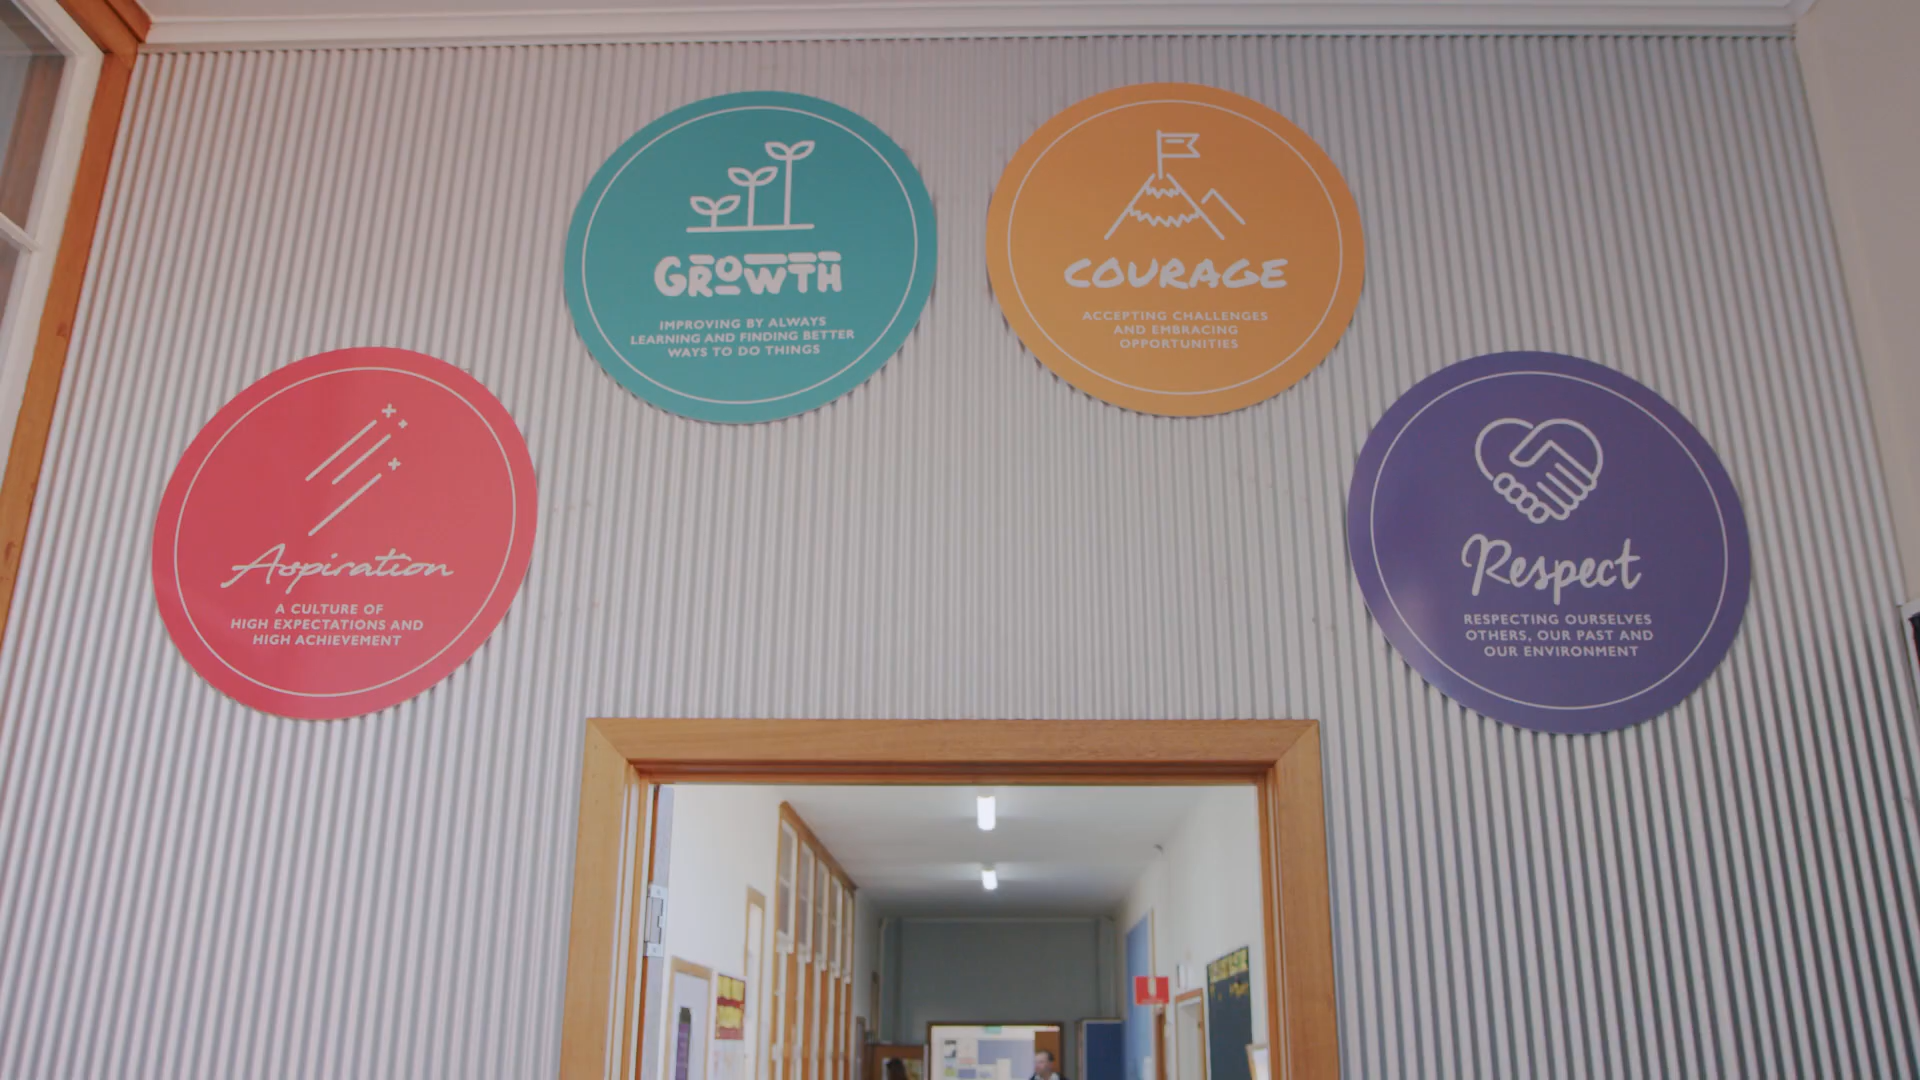 GROWTH
IMPROVING BY ALWAYS
LEARNING AND FINDING BETTER
WAYS TO DO THINGS
COURAGE
ACCEPTING CHALLENGES
AND EMBRACING
OPPORTUNITIES
Aspiration
A CULTURE OF
HIGH EXPECTATIONS AND
HIGH ACHIEVEMENT
Respect
RESPECTING OURSELVES
OTHERS, OUR PAST AND
OUR ENVIRONMENT